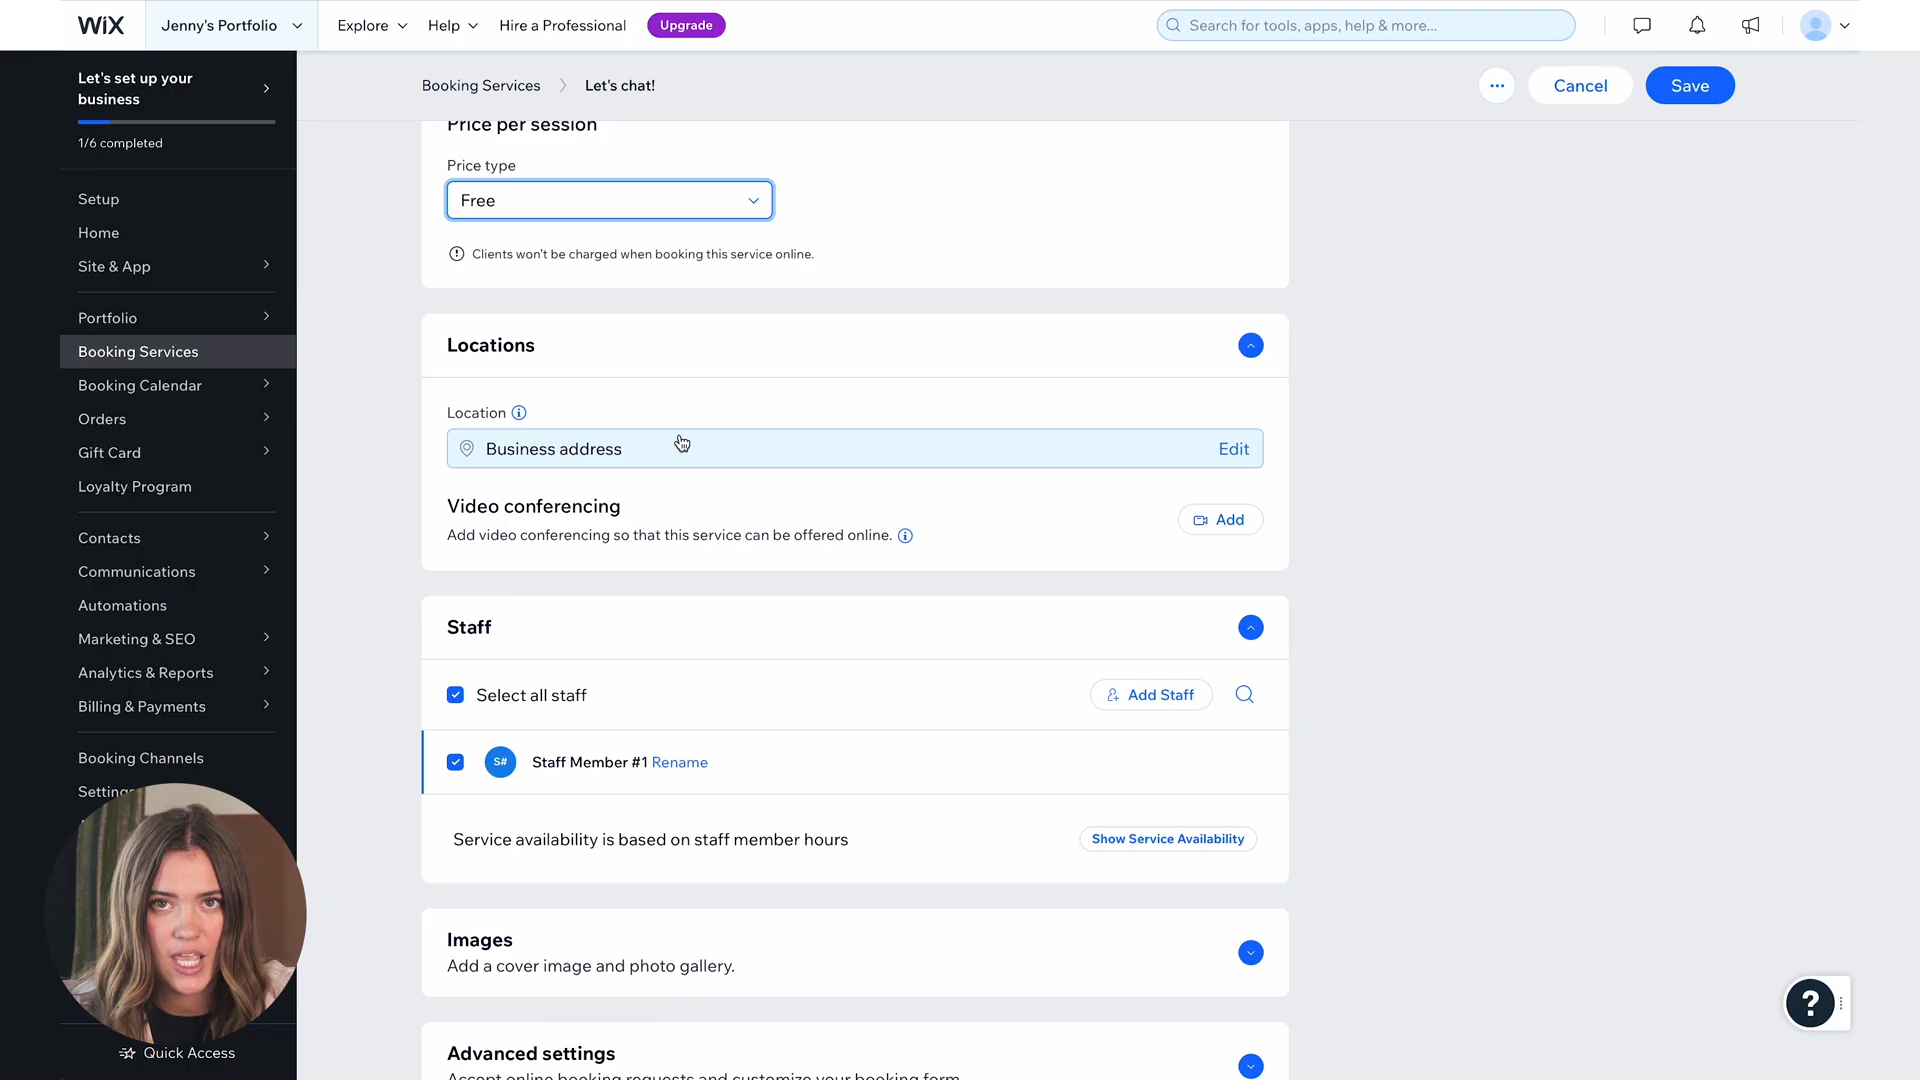 WiX
Jenny's Portfolio
Explore
Help
Hire a Professional
Upgrade
Search for tools, apps, help & more...
Let's set up your
business
1/6 completed
Setup
Home
Site & App
Portfolio
Booking Services
Booking Calendar
Orders
Gift Card
Loyalty Program
Contacts
Communications
Automations
Marketing & SEO
Analytics & Reports
Billing & Payments
Booking Channels
Settings
Quick Access
Booking Services
Let's chat!
Cancel
Save
Price per session
Price type
Free
Clients won't be charged when booking this service online.
Locations
Location
Business address
Edit
Video conferencing
Add video conferencing so that this service can be offered online.
Add
Staff
Select all staff
Add Staff
S#
Staff Member #1 Rename
Service availability is based on staff member hours
Show Service Availability
Images
Add a cover image and photo gallery.
Advanced settings
Accept online booking requests and customize your booking form
?